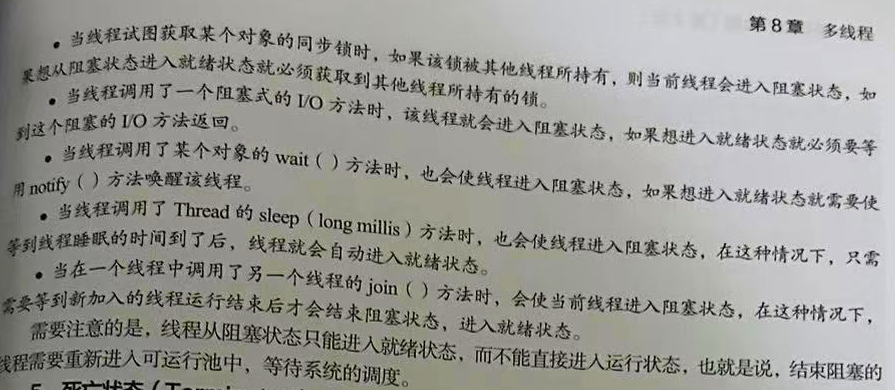 第8章 多线程
• 当线程试图获取某个对象的同步锁时，如果该锁被其他线程所持有，则当前线程会进入阻塞状态，如
果想从阻塞状态进入就绪状态就必须获取到其他线程所持有的锁。
• 当线程调用了一个阻塞式的 I/O 方法时，该线程就会进入阻塞状态，如果想进入就绪状态就必须要等
到这个阻塞的 I/O 方法返回。
• 当线程调用了某个对象的 wait（）方法时，也会使线程进入阻塞状态，如果想进入就绪状态就需要使
用 notify（）方法唤醒该线程。
• 当线程调用了 Thread 的 sleep（long millis）方法时，也会使线程进入阻塞状态，在这种情况下，只需
等到线程睡眠的时间到了后，线程就会自动进入就绪状态。
• 当在一个线程中调用了另一个线程的 join（）方法时，会使当前线程进入阻塞状态，在这种情况下，
需要等到新加入的线程运行结束后才会结束阻塞状态，进入就绪状态。
需要注意的是，线程从阻塞状态只能进入就绪状态，而不能直接进入运行状态，也就是说，结束阻塞的
线程需要重新进入可运行池中，等待系统的调度。
5. 死亡状态（